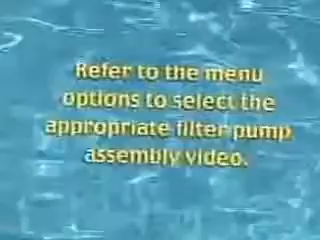 Refer to the menu
options to select the
appropriate filter pump
assembly video.